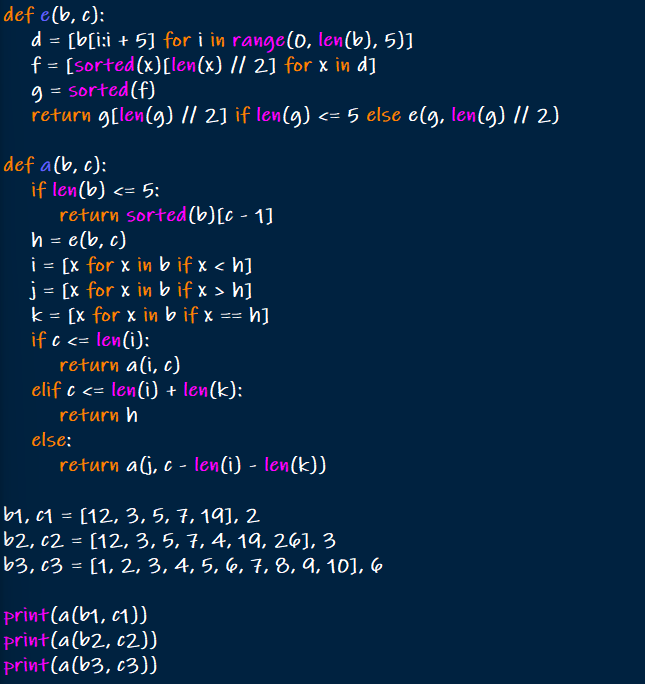 def e(b, c):
    d = [b[i:i + 5] for i in range(0, len(b), 5)]
    f = [sorted(x)[len(x) // 2] for x in d]
    g = sorted(f)
    return g[len(g) // 2] if len(g) <= 5 else e(g, len(g) // 2)

def a(b, c):
    if len(b) <= 5:
        return sorted(b)[c - 1]
    h = e(b, c)
    i = [x for x in b if x < h]
    j = [x for x in b if x > h]
    k = [x for x in b if x == h]
    if c <= len(i):
        return a(i, c)
    elif c <= len(i) + len(k):
        return h
    else:
        return a(j, c - len(i) - len(k))

b1, c1 = [12, 3, 5, 7, 19], 2
b2, c2 = [12, 3, 5, 7, 4, 19, 26], 3
b3, c3 = [1, 2, 3, 4, 5, 6, 7, 8, 9, 10], 6

print(a(b1, c1))
print(a(b2, c2))
print(a(b3, c3))